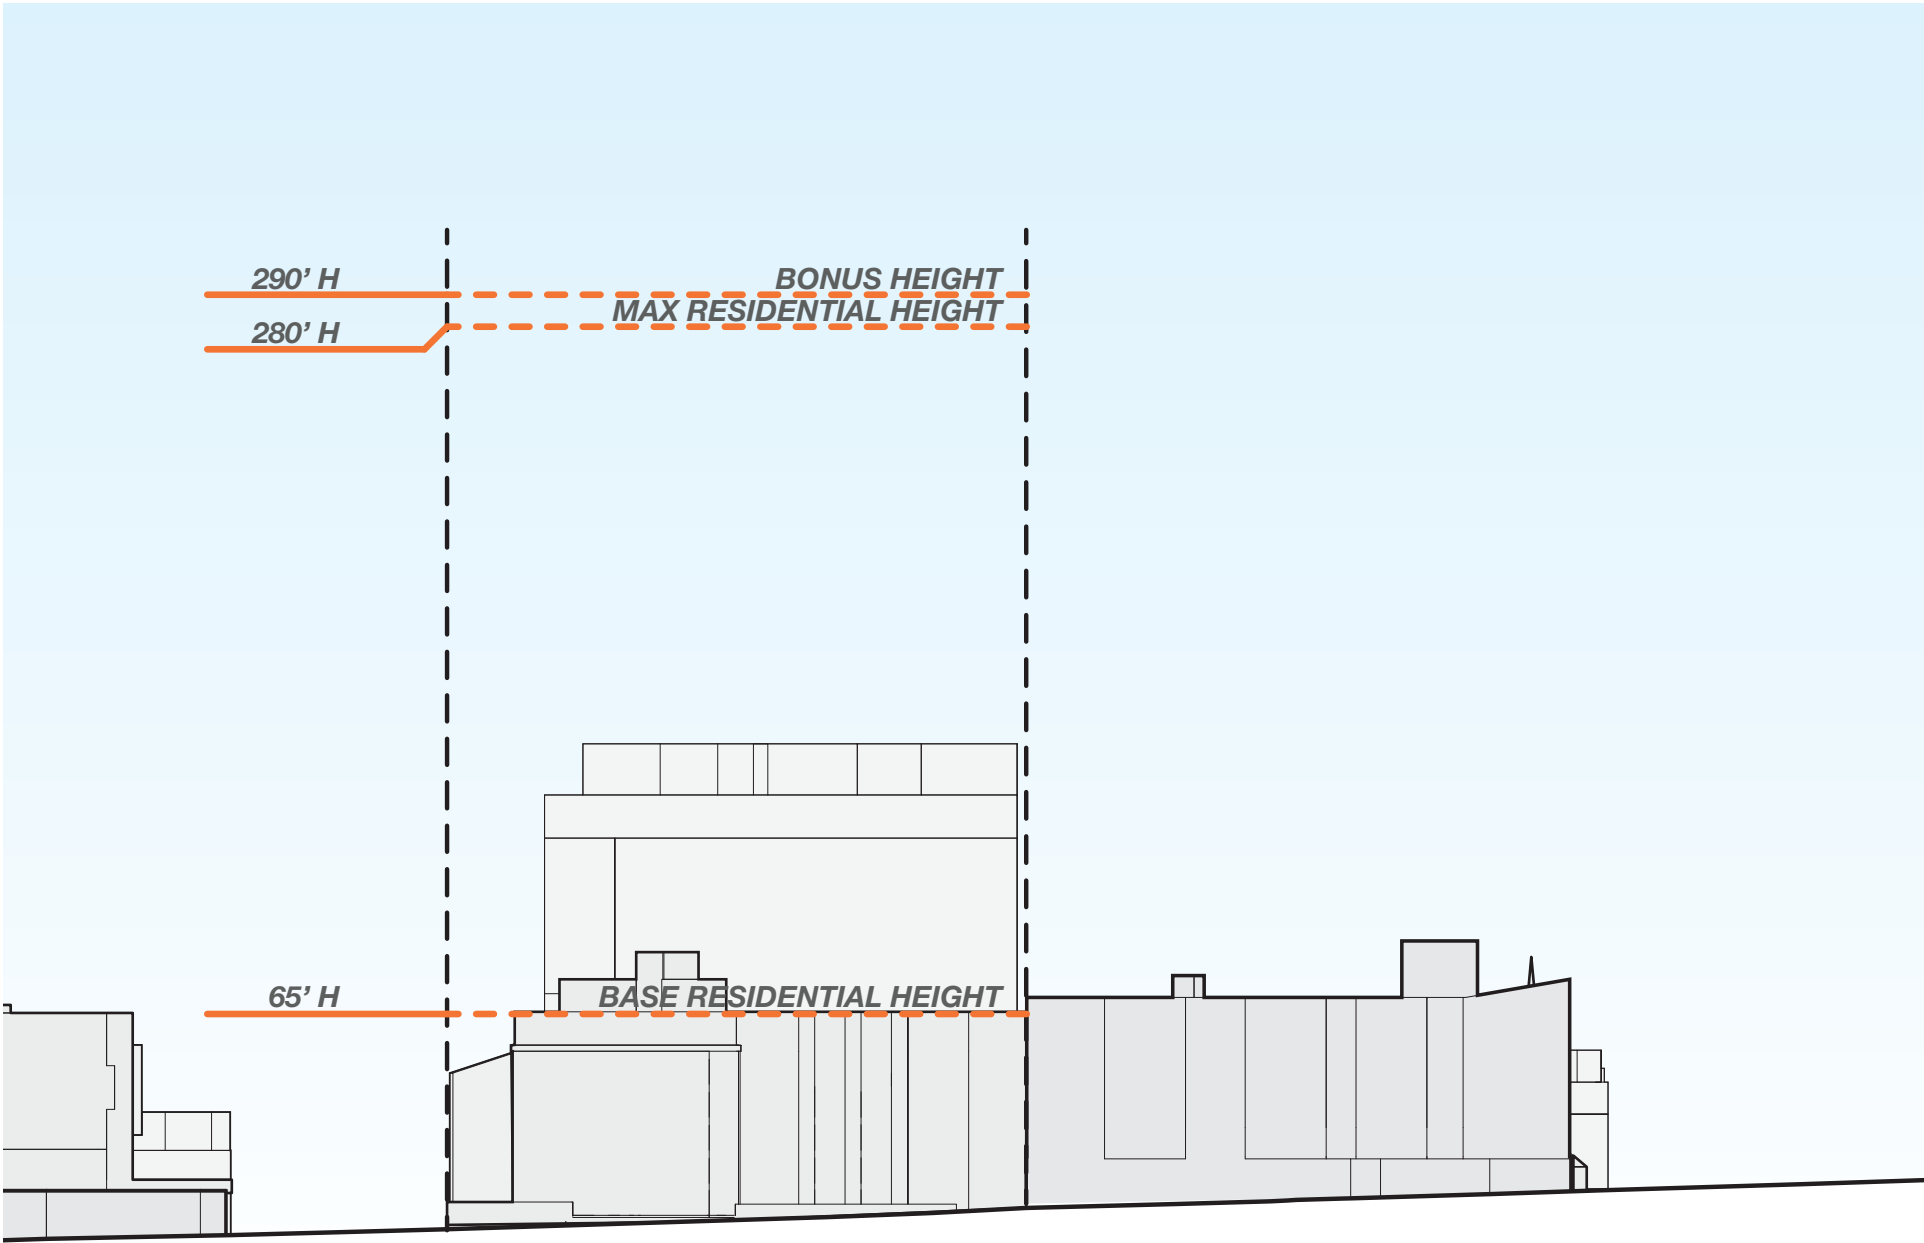 290’ H
BONUS HEIGHT
MAX RESIDENTIAL HEIGHT
280’ H
65’ H
BASE RESIDENTIAL HEIGHT